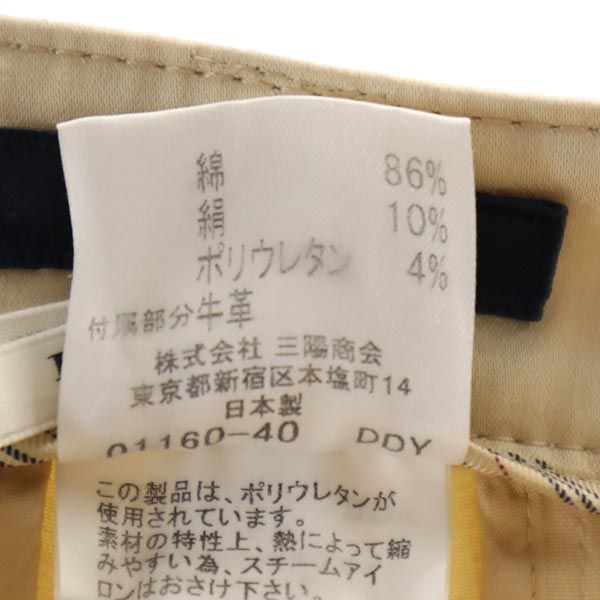 綿 86%
絹 10%
ポリウレタン 4%
付属部分牛革
株式会社 三陽商会
東京都新宿区本塩町14
日本製
01160-40 DDY
この製品は、ポリウレタンが
使用されています。
素材の特性上、熱によって縮
みやすい為、スチームアイ
ロンはおさけ下さい。